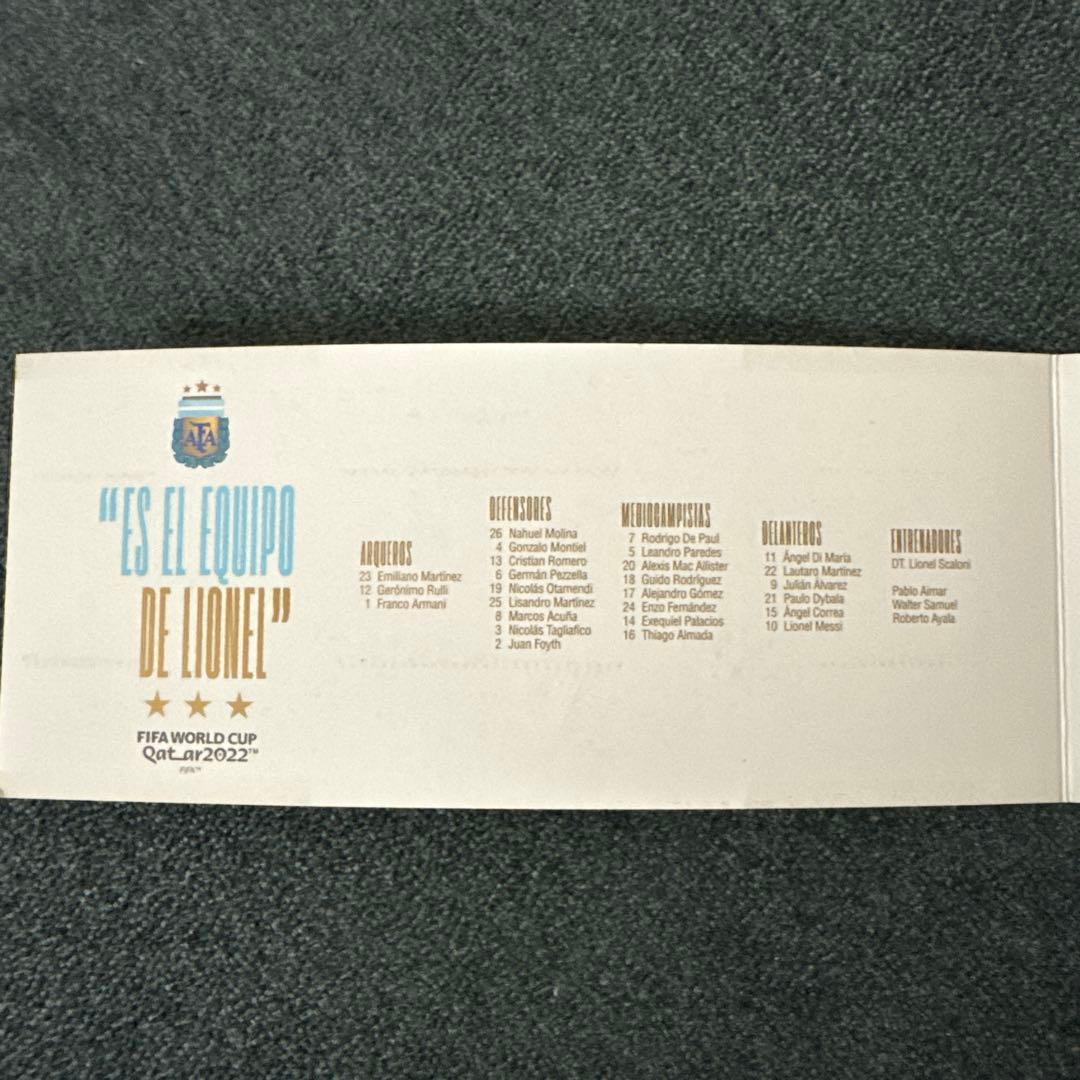 AFA
“ES EL EQUIPO
DE LIONEL”
FIFA WORLD CUP
Qatar2022™
FIFA™
ARQUEROS
23 Emiliano Martínez
12 Gerónimo Rulli
1 Franco Armani
DEFENSORES
26 Nahuel Molina
4 Gonzalo Montiel
13 Cristian Romero
6 Germán Pezzella
19 Nicolás Otamendi
25 Lisandro Martínez
8 Marcos Acuña
3 Nicolás Tagliafico
2 Juan Foyth
MEDIOCAMPISTAS
7 Rodrigo De Paul
5 Leandro Paredes
20 Alexis Mac Allister
18 Guido Rodríguez
17 Alejandro Gómez
24 Enzo Fernández
14 Exequiel Palacios
16 Thiago Almada
DELANTEROS
11 Ángel Di María
22 Lautaro Martínez
9 Julián Álvarez
21 Paulo Dybala
15 Ángel Correa
10 Lionel Messi
ENTRENADORES
DT. Lionel Scaloni
Pablo Aimar
Walter Samuel
Roberto Ayala